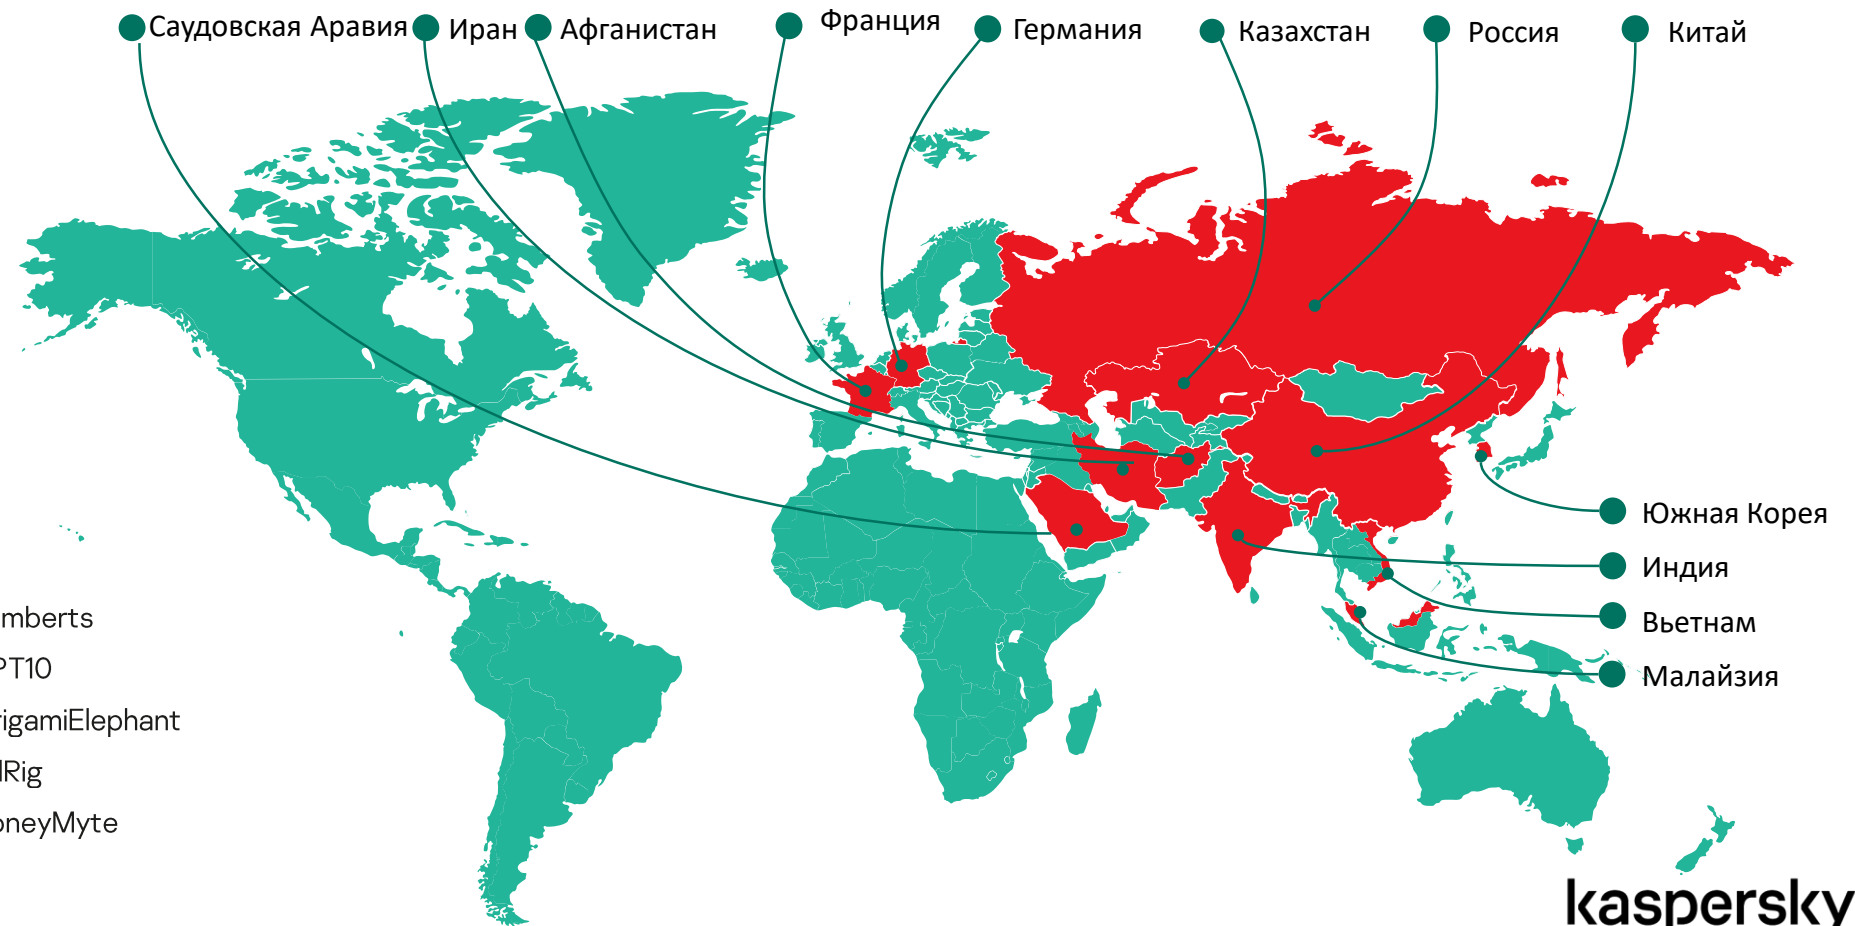 Саудовская Аравия
Иран
Афганистан
Франция
Германия
Казахстан
Россия
Китай
Южная Корея
Индия
Вьетнам
Малайзия
mberts
PT10
rigamiElephant
lRig
oneyMyte
kaspersky